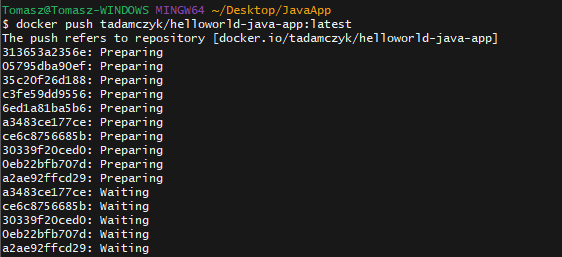 Tomasz@Tomasz-WINDOWS MINGW64 ~/Desktop/JavaApp
$ docker push tadamczyk/helloworld-java-app:latest
The push refers to repository [docker.io/tadamczyk/helloworld-java-app]
313653a2356e: Preparing
05795dba90ef: Preparing
35c20f26d188: Preparing
c3fe59dd9556: Preparing
6ed1a81ba5b6: Preparing
a3483ce177ce: Preparing
ce6c8756685b: Preparing
30339f20ced0: Preparing
0eb22bfb707d: Preparing
a2ae92ffcd29: Preparing
a3483ce177ce: Waiting
ce6c8756685b: Waiting
30339f20ced0: Waiting
0eb22bfb707d: Waiting
a2ae92ffcd29: Waiting